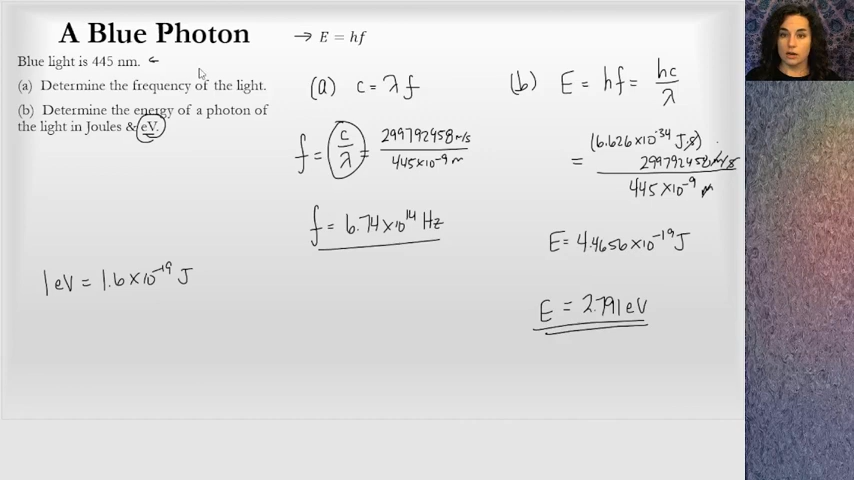 A Blue Photon
→ E = hf
Blue light is 445 nm.
(a) Determine the frequency of the light.
(b) Determine the energy of a photon of
the light in Joules & eV.
(a) c = λ f
f = c/λ = 299792458 m/s / 445×10⁻⁹ m
f = 6.74×10¹⁴ Hz
1 eV = 1.6×10⁻¹⁹ J
(b) E = hf = hc/λ
= (6.626×10⁻³⁴ J·s) · 299792458 m/s / 445×10⁻⁹ m
E = 4.4656×10⁻¹⁹ J
E = 2.791 eV